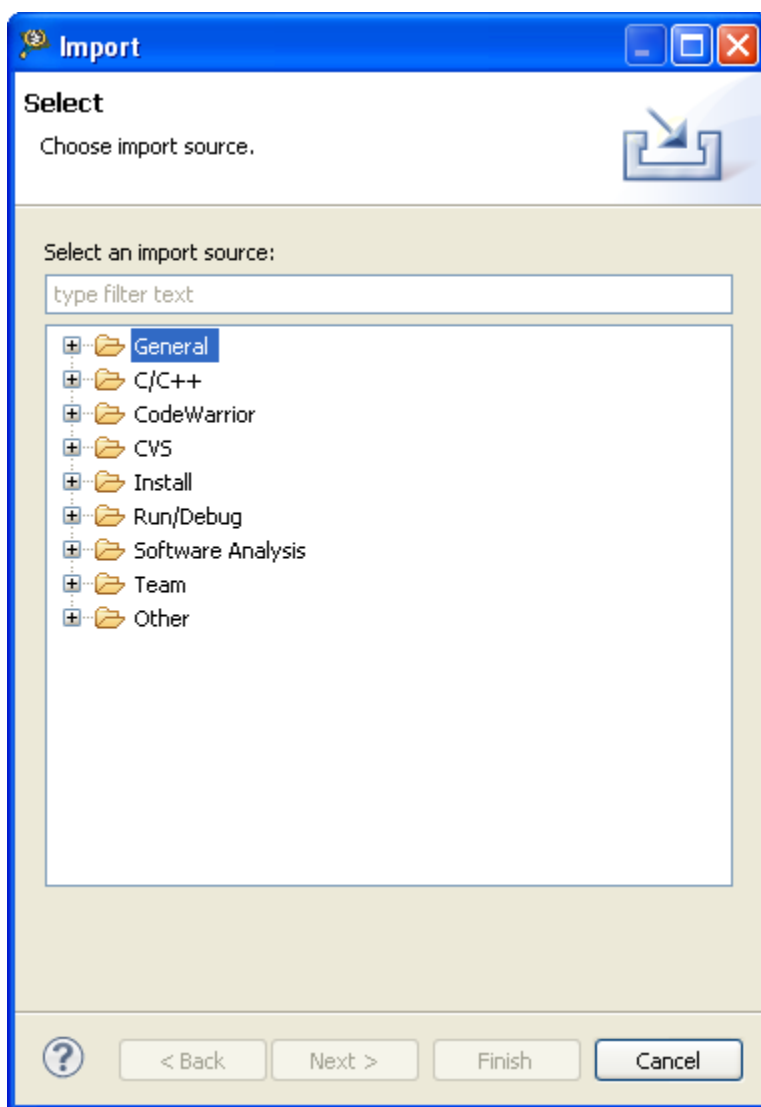 Import
Select
Choose import source.
Select an import source:
type filter text
General
C/C++
CodeWarrior
CVS
Install
Run/Debug
Software Analysis
Team
Other
? < Back Next > Finish Cancel